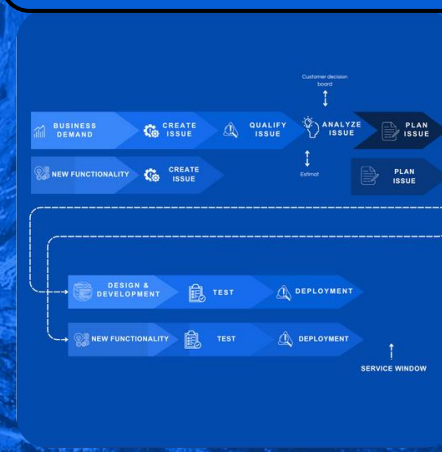 Customer decision
board
BUSINESS
DEMAND
CREATE
ISSUE
QUALIFY
ISSUE
ANALYZE
ISSUE
PLAN
ISSUE
NEW FUNCTIONALITY
CREATE
ISSUE
Estimat
PLAN
ISSUE
DESIGN &
DEVELOPMENT
TEST
DEPLOYMENT
NEW FUNCTIONALITY
TEST
DEPLOYMENT
SERVICE WINDOW